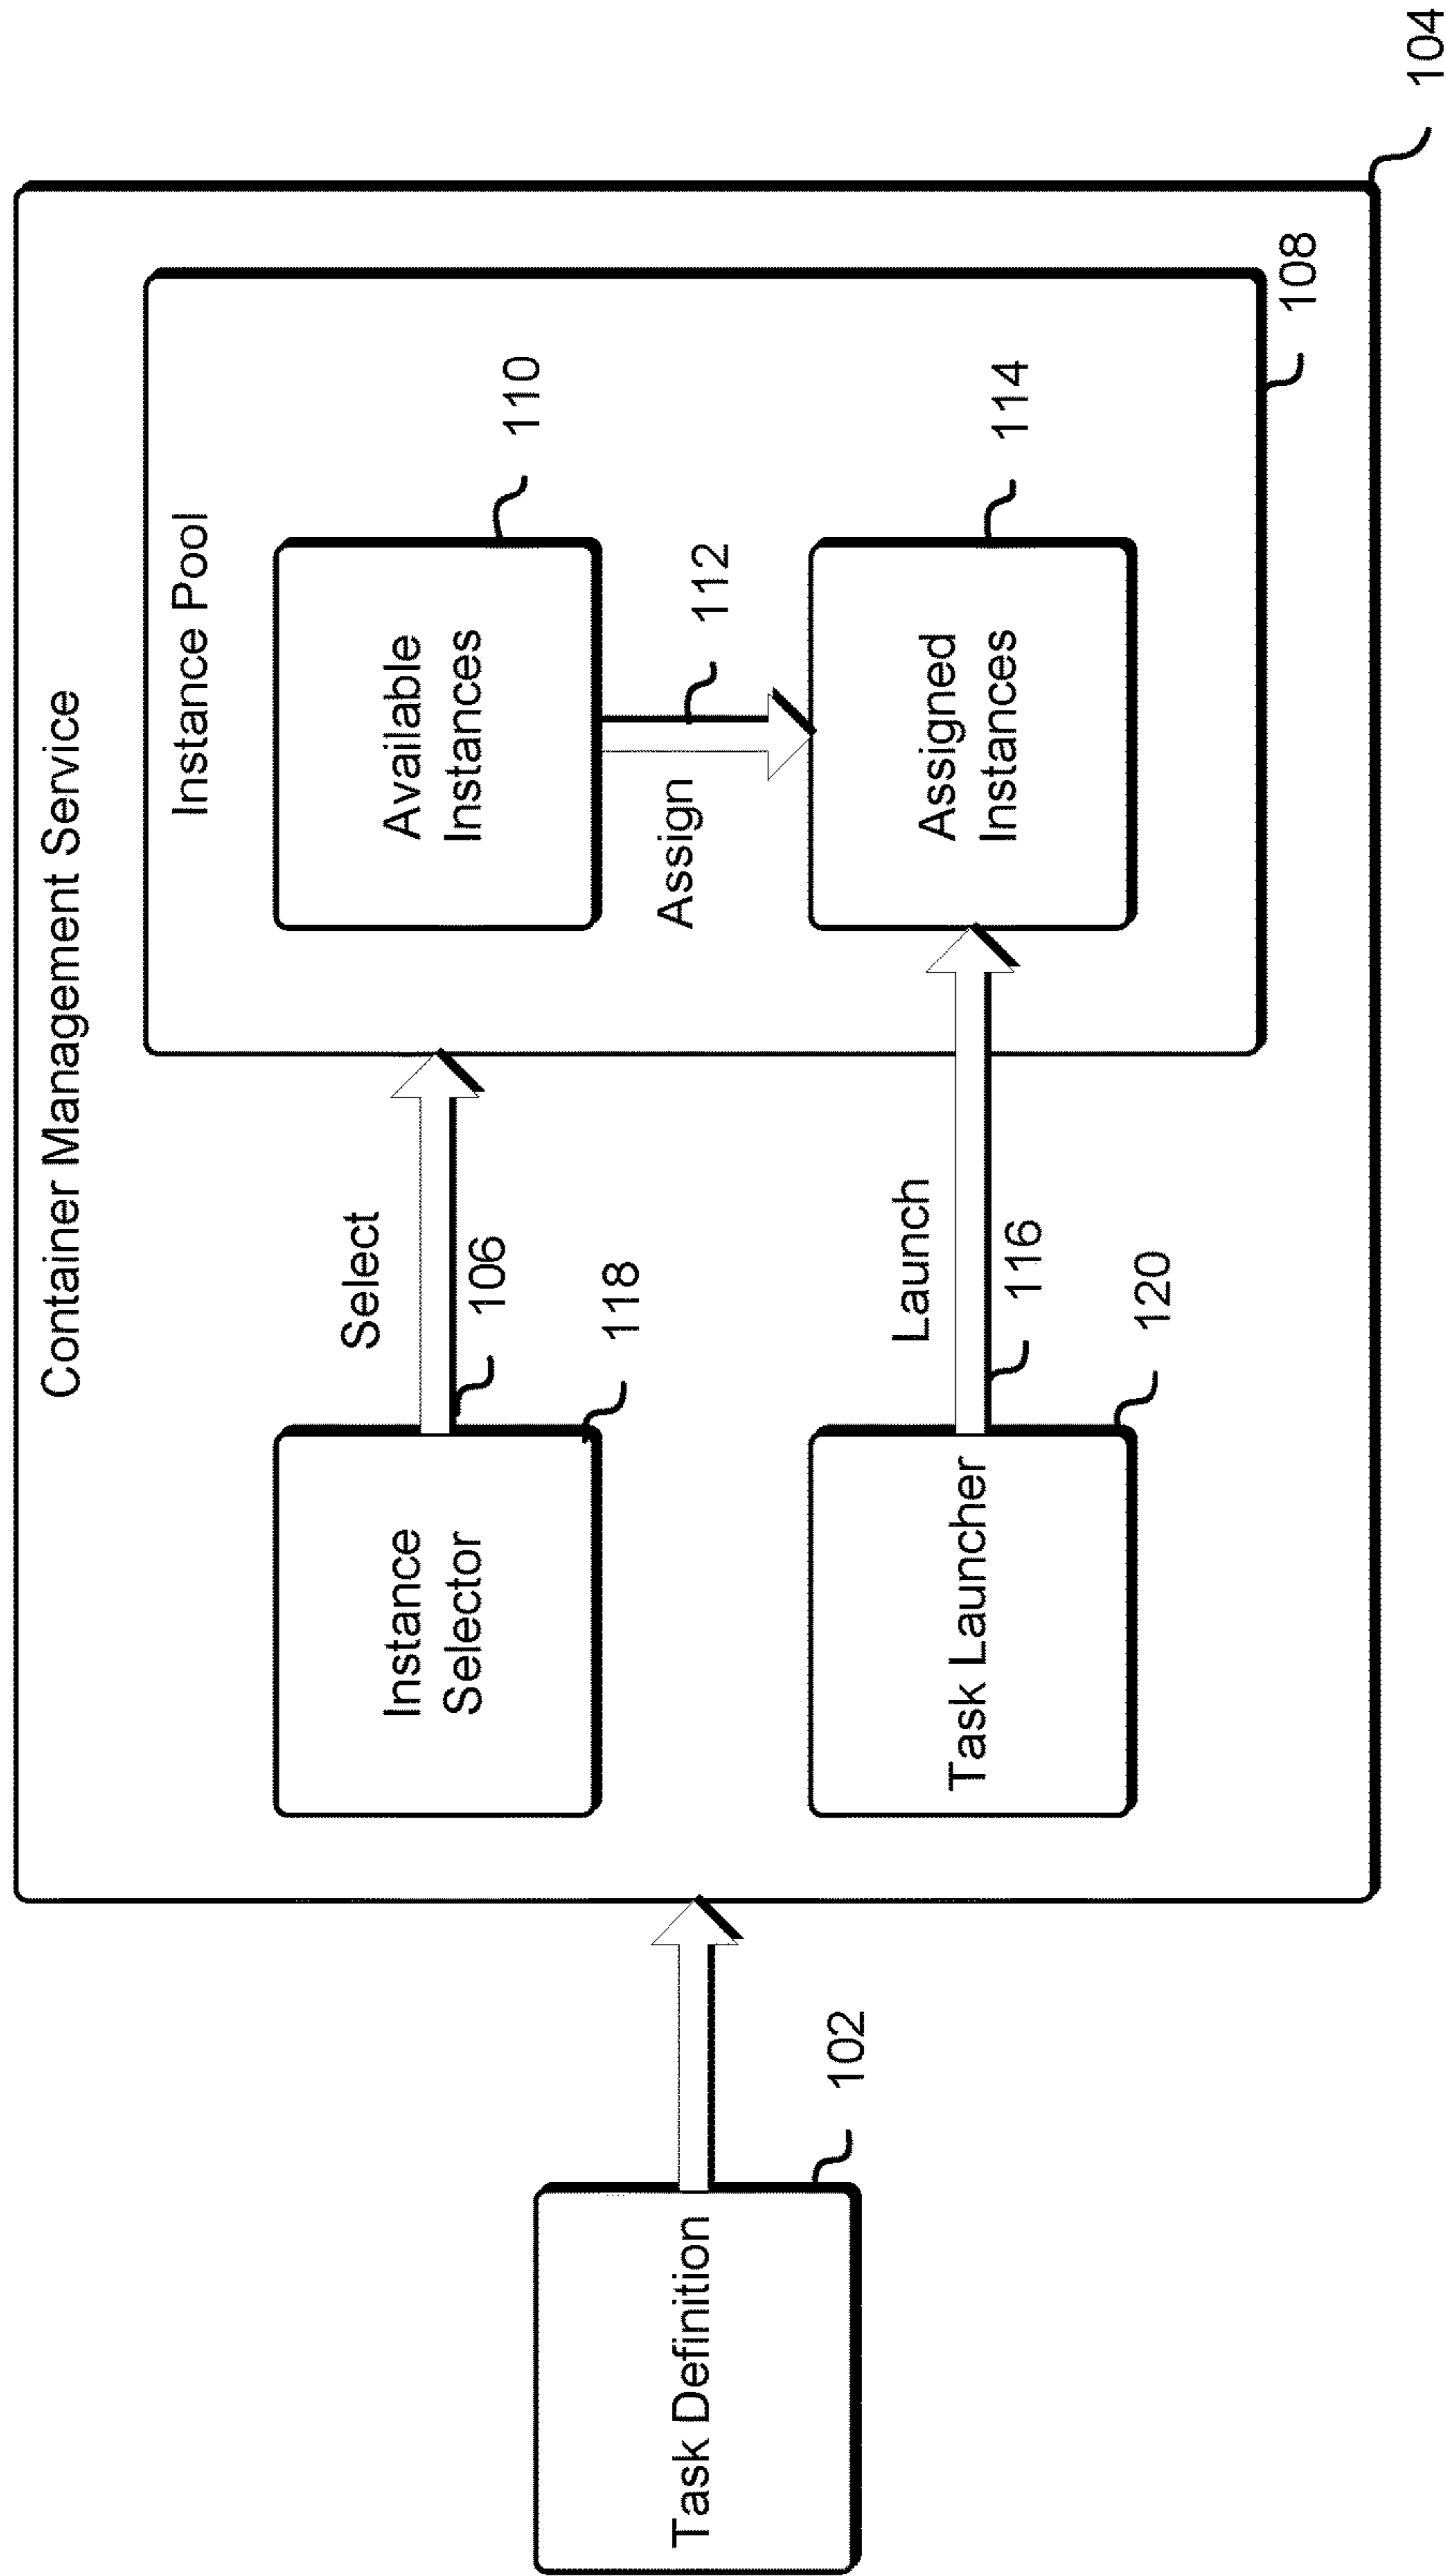 Container Management Service
Instance Pool
Instance
Selector
Select
106
118
Available
Instances
110
Assign
112
Task Definition
102
Task Launcher
Launch
116
120
Assigned
Instances
114
108
104